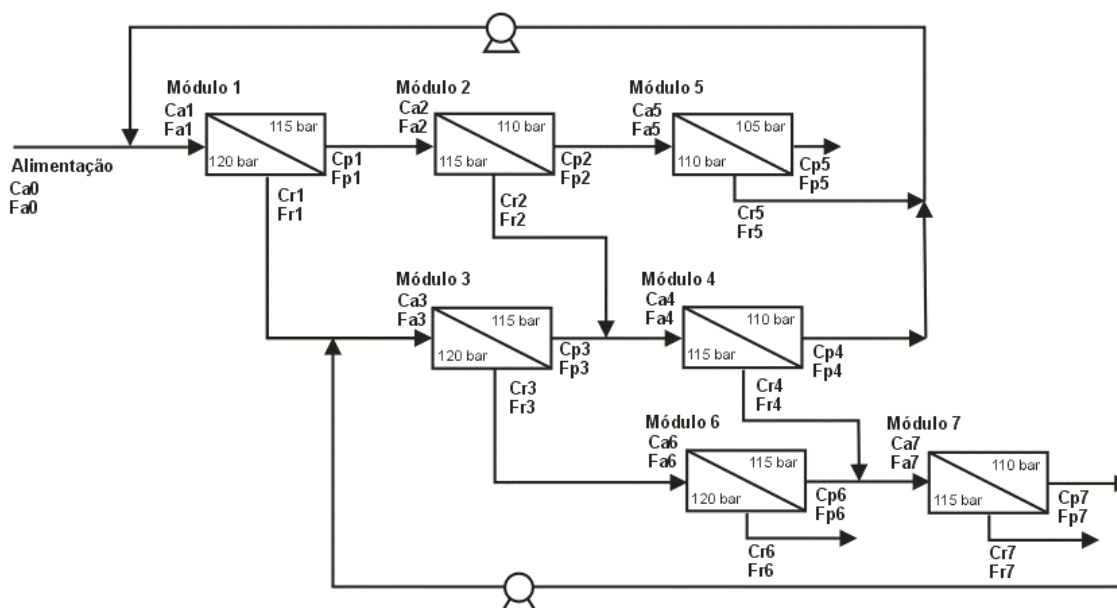 Módulo 1
Ca1
Fa1
115 bar
120 bar
Cp1
Fp1
Cr1
Fr1
Módulo 2
Ca2
Fa2
110 bar
115 bar
Cp2
Fp2
Cr2
Fr2
Módulo 5
Ca5
Fa5
105 bar
110 bar
Cp5
Fp5
Cr5
Fr5
Alimentação
Ca0
Fa0
Módulo 3
Ca3
Fa3
115 bar
120 bar
Cp3
Fp3
Cr3
Fr3
Módulo 4
Ca4
Fa4
110 bar
115 bar
Cp4
Fp4
Cr4
Fr4
Módulo 6
Ca6
Fa6
115 bar
120 bar
Cp6
Fp6
Cr6
Fr6
Módulo 7
Ca7
Fa7
110 bar
115 bar
Cp7
Fp7
Cr7
Fr7